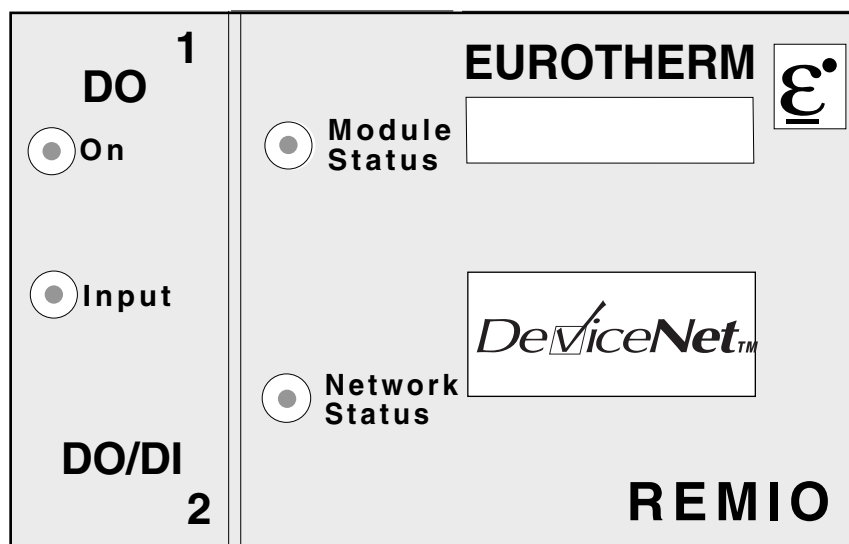 1
DO
On
Input
DO/DI
2
EUROTHERM
ε
Module
Status
DeviceNet™
Network
Status
REMIO